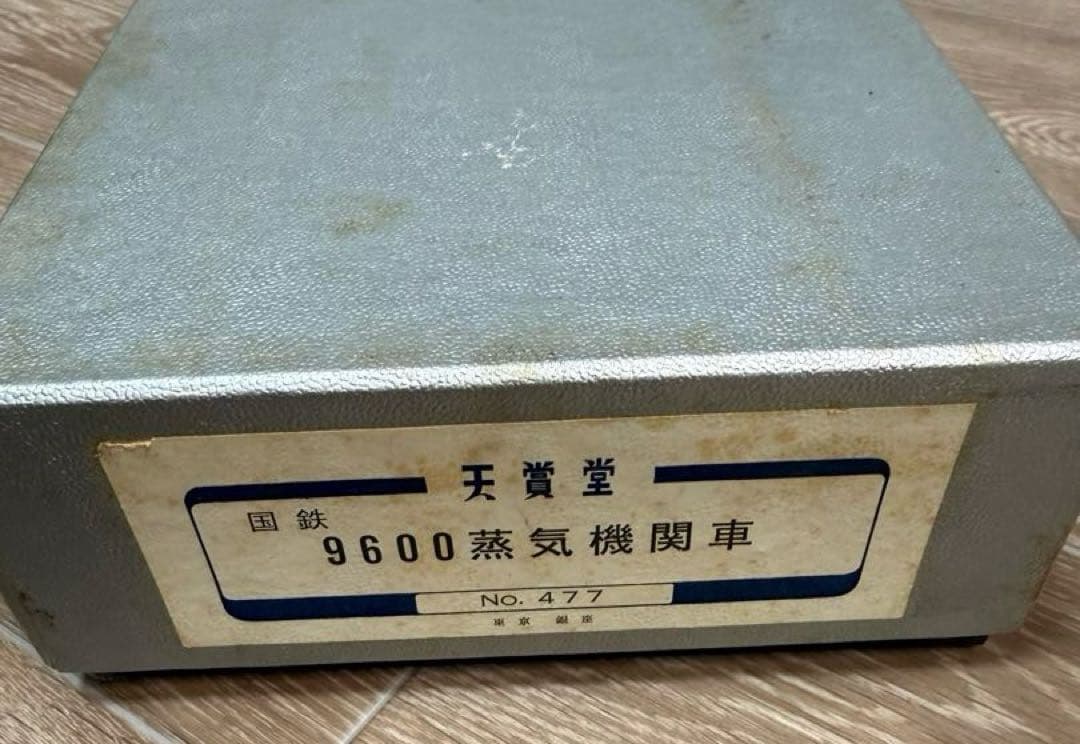 天賞堂
国鉄
9600蒸気機関車
No. 477
東京 銀座